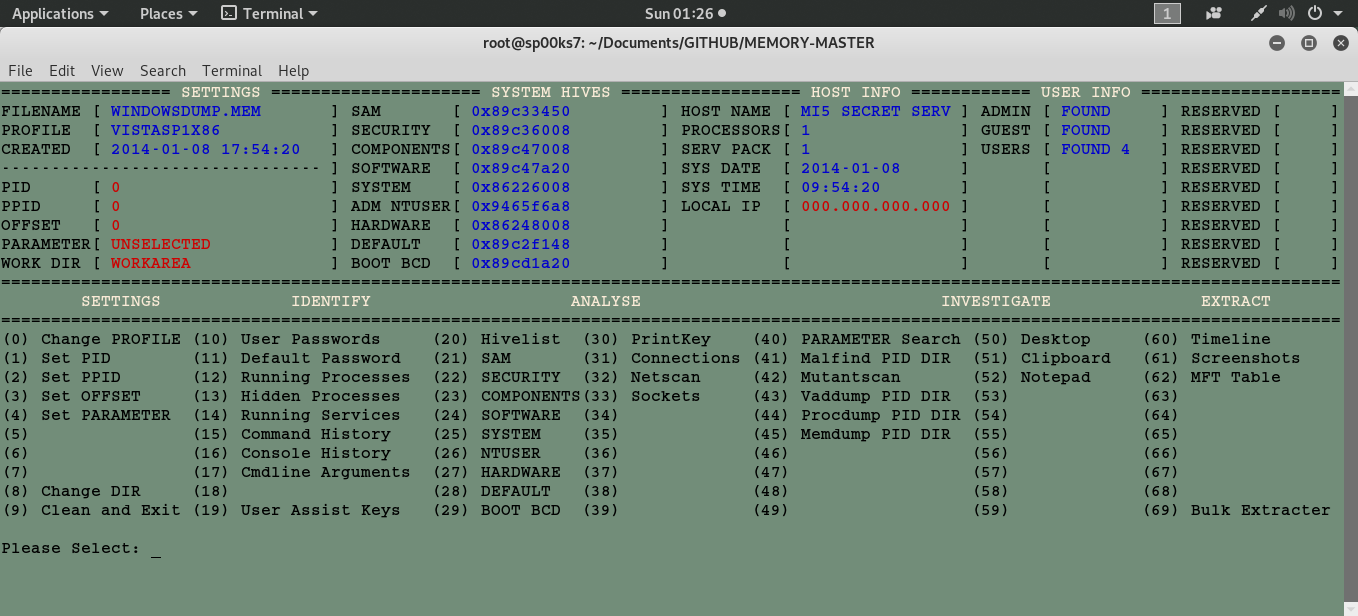 Applications Places Terminal Sun 01:26 1
root@sp00ks7: ~/Documents/GITHUB/MEMORY-MASTER
File Edit View Search Terminal Help
================= SETTINGS ===================== SYSTEM HIVES =================== HOST INFO ============ USER INFO ====================
FILENAME [ WINDOWSDUMP.MEM ] SAM [ 0x89c33450 ] HOST NAME [ MI5 SECRET SERV ] ADMIN [ FOUND ] RESERVED [ ]
PROFILE [ VISTASP1X86 ] SECURITY [ 0x89c36008 ] PROCESSORS[ 1 ] GUEST [ FOUND ] RESERVED [ ]
CREATED [ 2014-01-08 17:54:20 ] COMPONENTS[ 0x89c47008 ] SERV PACK [ 1 ] USERS [ FOUND 4 ] RESERVED [ ]
-------------------------------- ] SOFTWARE [ 0x89c47a20 ] SYS DATE [ 2014-01-08 ] [ ] RESERVED [ ]
PID [ 0 ] SYSTEM [ 0x86226008 ] SYS TIME [ 09:54:20 ] [ ] RESERVED [ ]
PPID [ 0 ] ADM NTUSER[ 0x9465f6a8 ] LOCAL IP [ 000.000.000.000 ] [ ] RESERVED [ ]
OFFSET [ 0 ] HARDWARE [ 0x86248008 ] [ ] [ ] RESERVED [ ]
PARAMETER[ UNSELECTED ] DEFAULT [ 0x89c2f148 ] [ ] [ ] RESERVED [ ]
WORK DIR [ WORKAREA ] BOOT BCD [ 0x89cd1a20 ] [ ] [ ] RESERVED [ ]
======================================================================================================================================
SETTINGS IDENTIFY ANALYSE INVESTIGATE EXTRACT
======================================================================================================================================
(0) Change PROFILE (10) User Passwords (20) Hivelist (30) PrintKey (40) PARAMETER Search (50) Desktop (60) Timeline
(1) Set PID (11) Default Password (21) SAM (31) Connections (41) Malfind PID DIR (51) Clipboard (61) Screenshots
(2) Set PPID (12) Running Processes (22) SECURITY (32) Netscan (42) Mutantscan (52) Notepad (62) MFT Table
(3) Set OFFSET (13) Hidden Processes (23) COMPONENTS(33) Sockets (43) Vaddump PID DIR (53) (63)
(4) Set PARAMETER (14) Running Services (24) SOFTWARE (34) (44) Procdump PID DIR (54) (64)
(5) (15) Command History (25) SYSTEM (35) (45) Memdump PID DIR (55) (65)
(6) (16) Console History (26) NTUSER (36) (46) (56) (66)
(7) (17) Cmdline Arguments (27) HARDWARE (37) (47) (57) (67)
(8) Change DIR (18) (28) DEFAULT (38) (48) (58) (68)
(9) Clean and Exit (19) User Assist Keys (29) BOOT BCD (39) (49) (59) (69) Bulk Extracter
Please Select: _